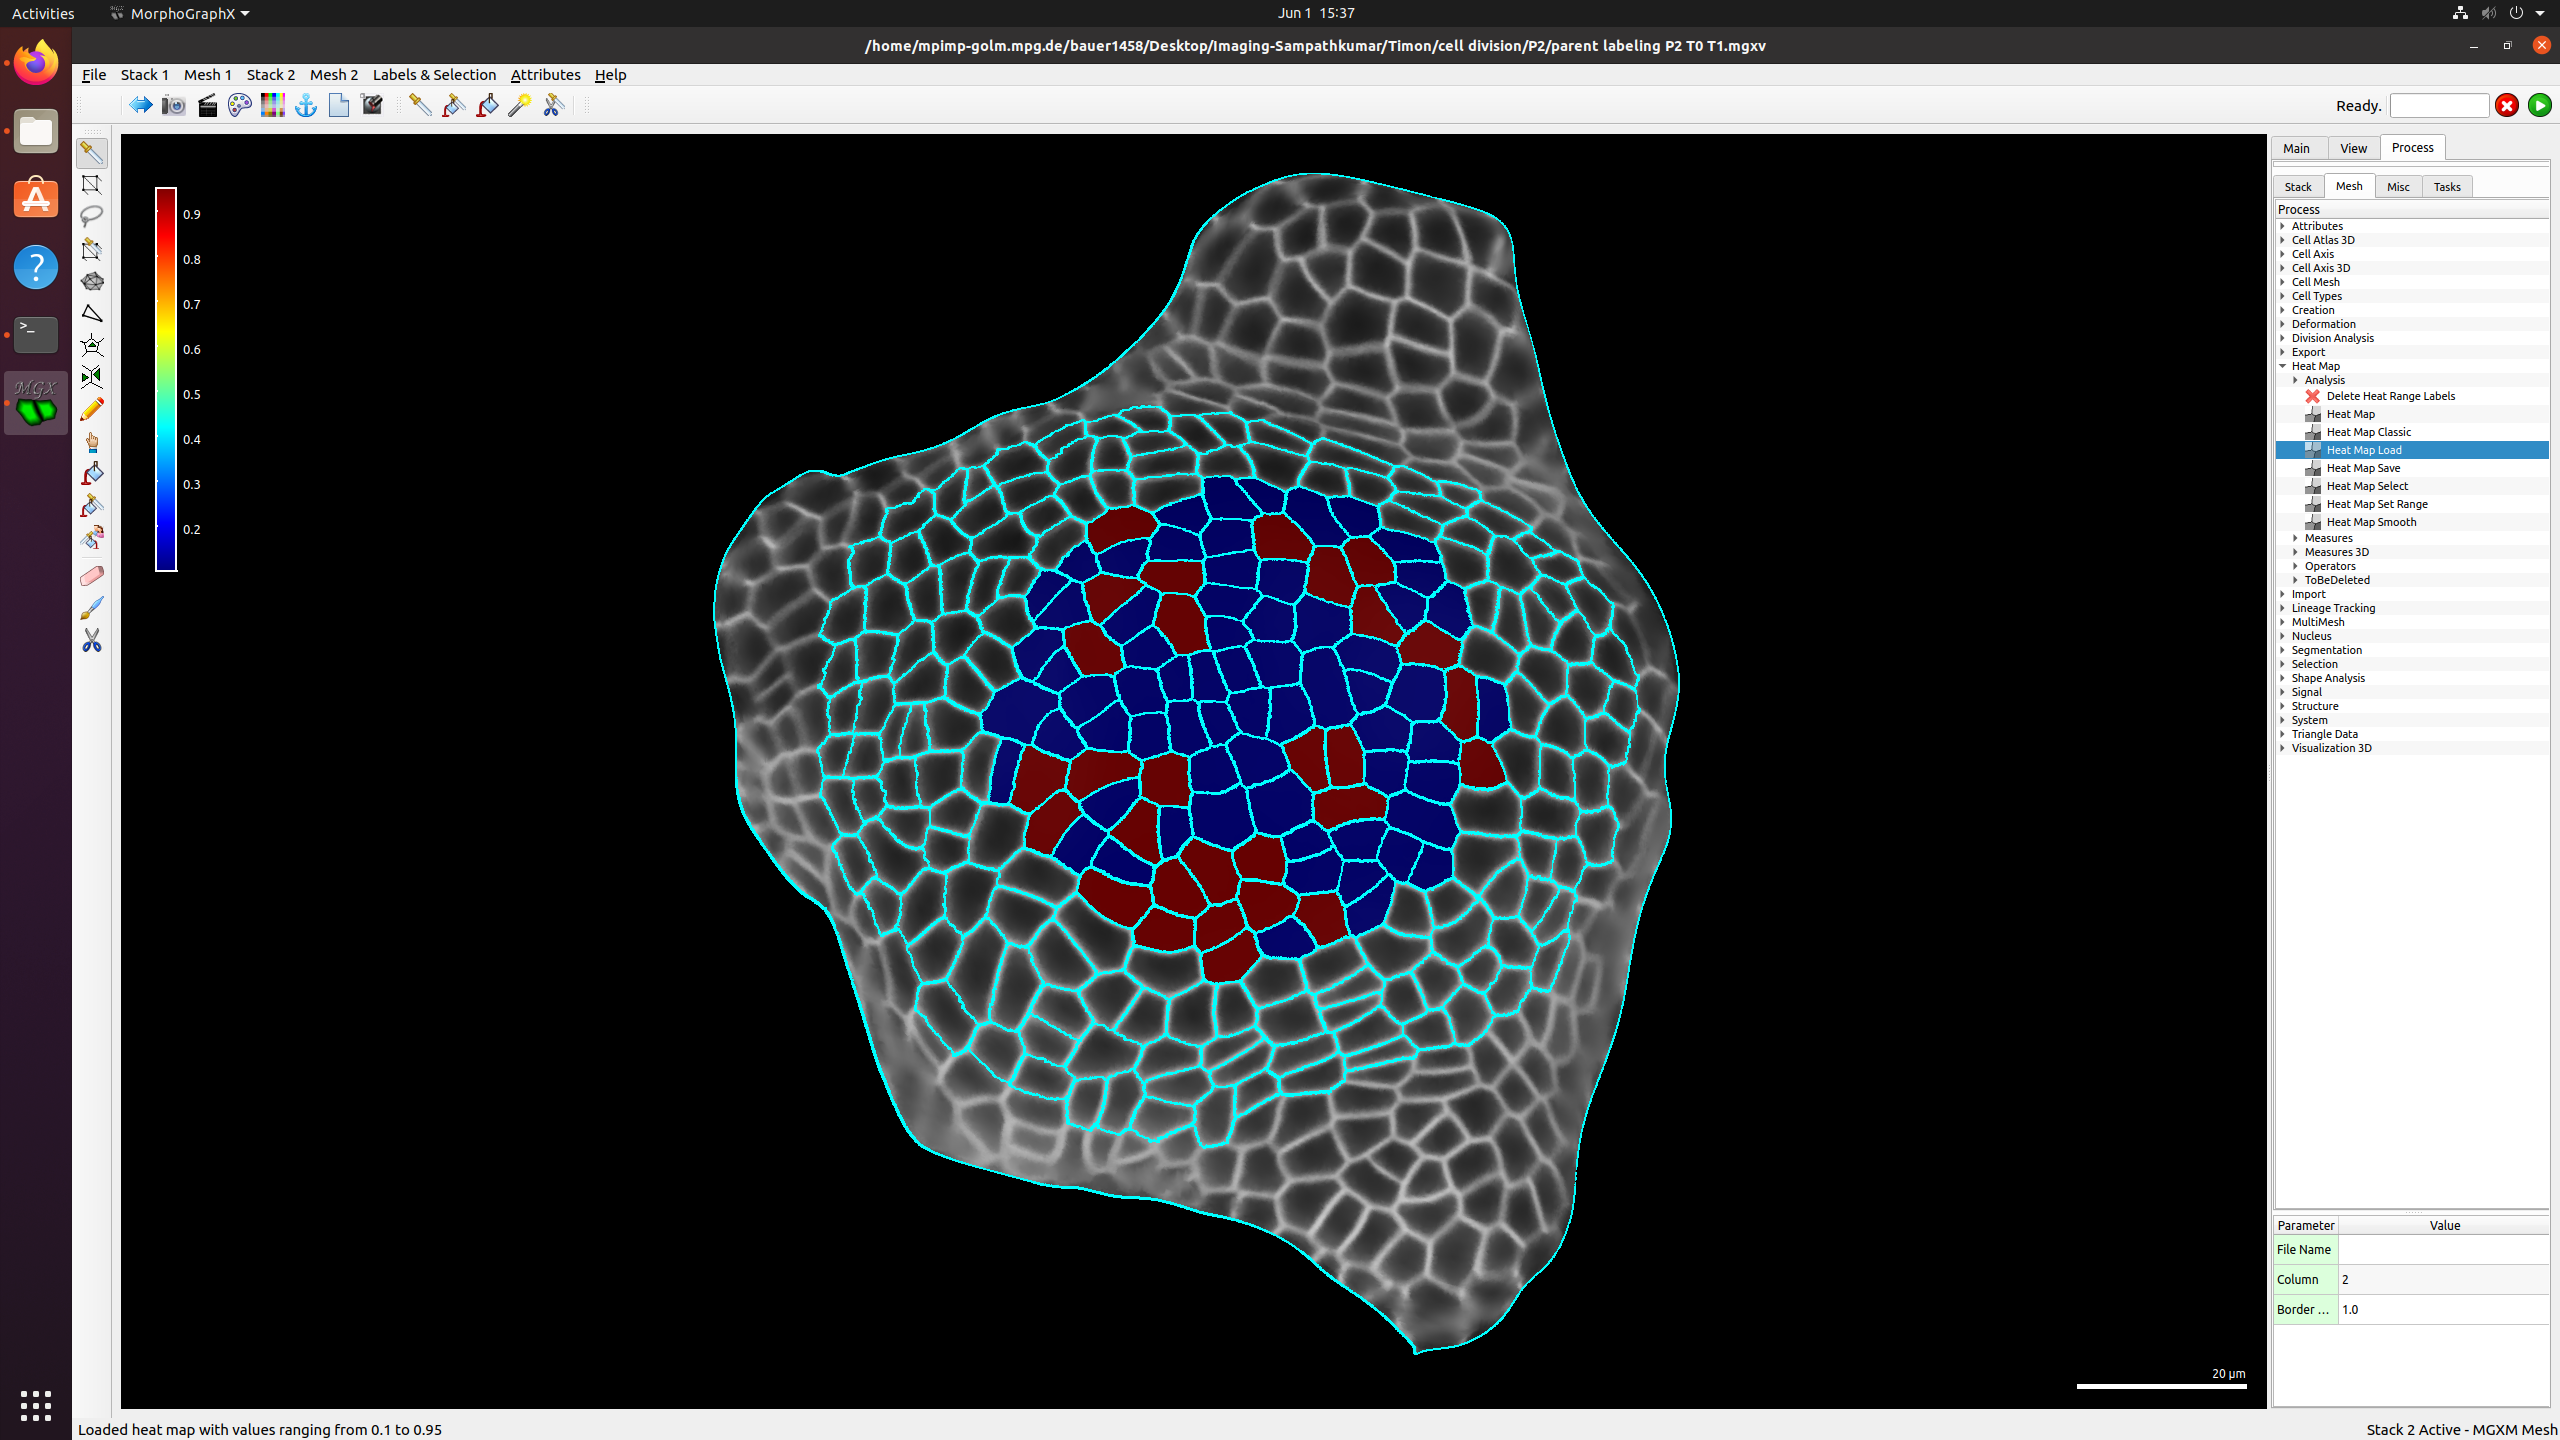 Activities MorphoGraphX Jun 1 15:37
/home/mpimp-golm.mpg.de/bauer1458/Desktop/Imaging-Sampathkumar/Timon/cell division/P2/parent labeling P2 T0 T1.mgxv
File Stack 1 Mesh 1 Stack 2 Mesh 2 Labels & Selection Attributes Help
Ready.
Main View Process
Stack Mesh Misc Tasks
Process
Attributes
Cell Atlas 3D
Cell Axis
Cell Axis 3D
Cell Mesh
Cell Types
Creation
Deformation
Division Analysis
Export
Heat Map
Analysis
Delete Heat Range Labels
Heat Map
Heat Map Classic
Heat Map Load
Heat Map Save
Heat Map Select
Heat Map Set Range
Heat Map Smooth
Measures
Measures 3D
Operators
ToBeDeleted
Import
Lineage Tracking
MultiMesh
Nucleus
Segmentation
Selection
Shape Analysis
Signal
Structure
System
Triangle Data
Visualization 3D
Parameter Value
File Name
Column 2
Border ... 1.0
0.9
0.8
0.7
0.6
0.5
0.4
0.3
0.2
MGX
>_
20 µm
Loaded heat map with values ranging from 0.1 to 0.95
Stack 2 Active - MGXM Mesh